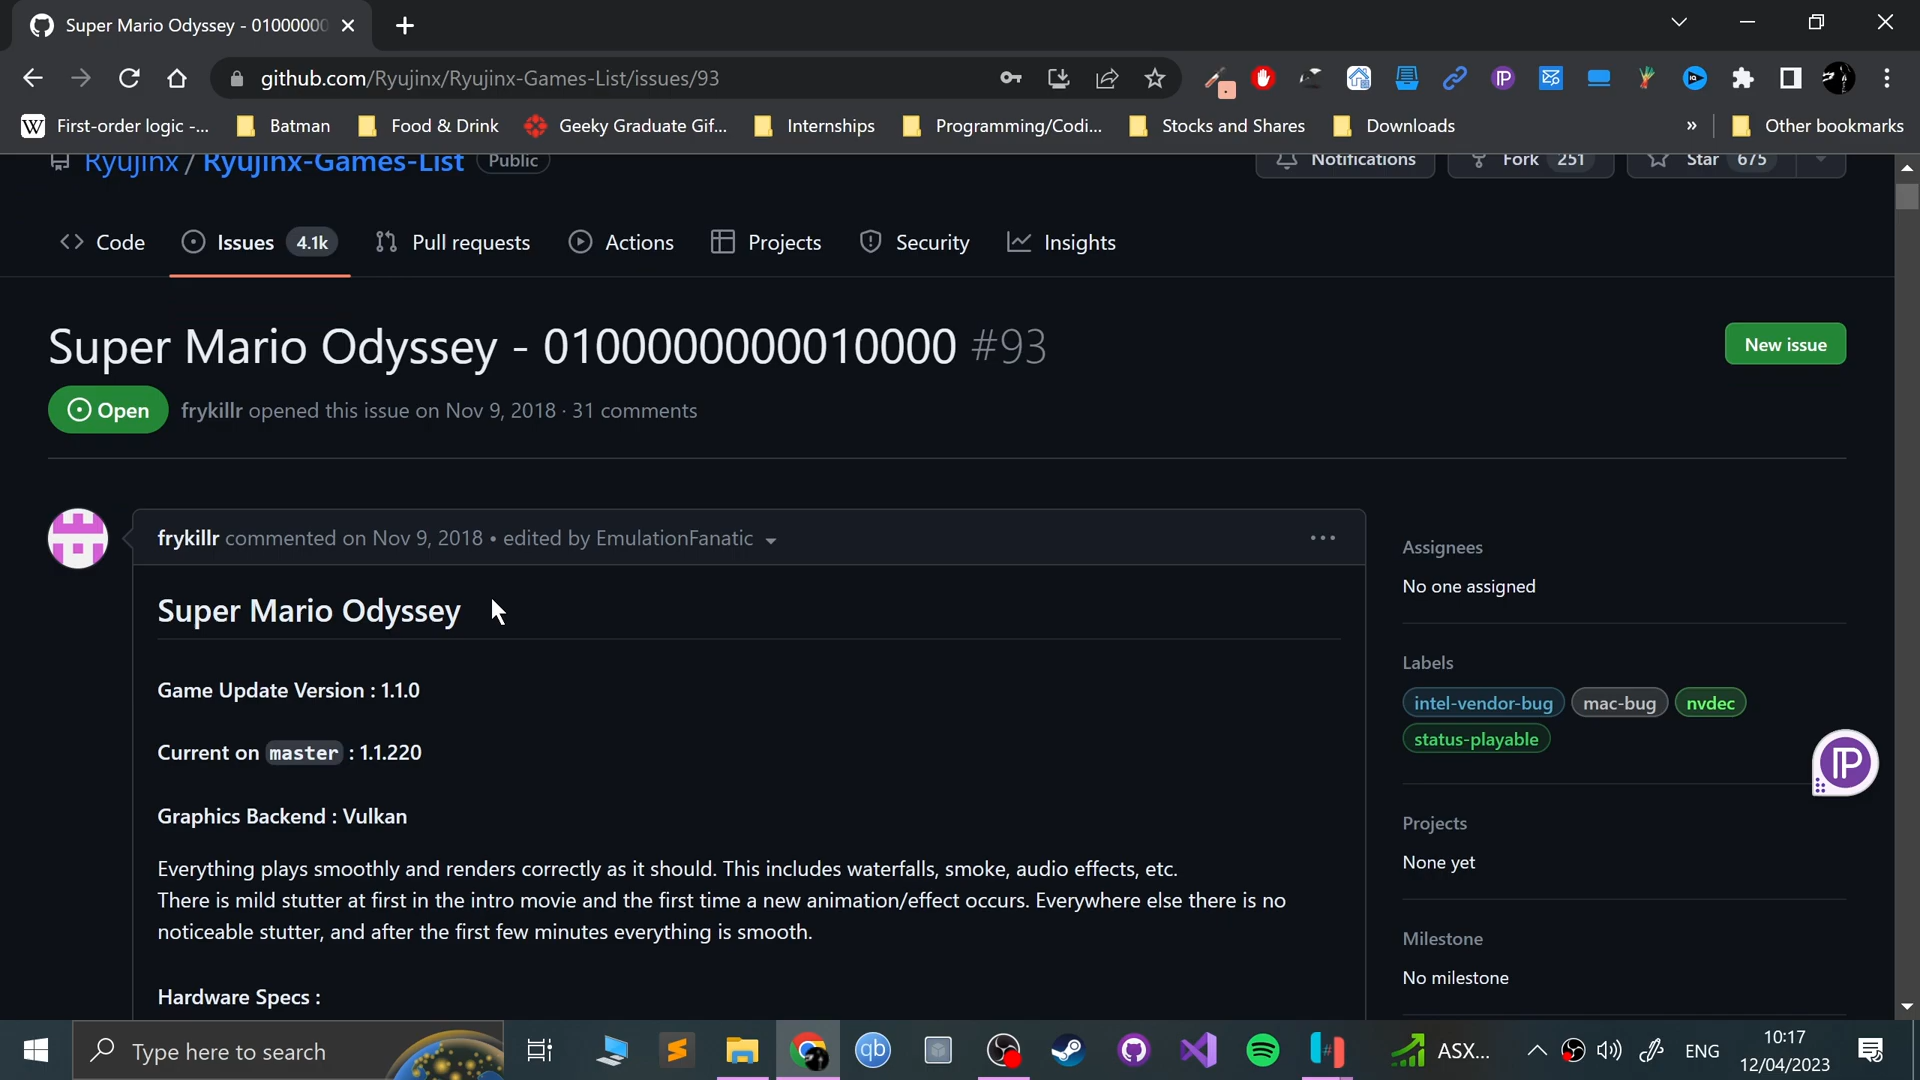 Super Mario Odyssey - 01000000
github.com/Ryujinx/Ryujinx-Games-List/issues/93
W First-order logic -...
Batman
Food & Drink
Geeky Graduate Gif...
Internships
Programming/Codi...
Stocks and Shares
Downloads
»
Other bookmarks
Ryujinx / Ryujinx-Games-List Public
Notifications
Fork 251
Star 675
Code
Issues 4.1k
Pull requests
Actions
Projects
Security
Insights
Super Mario Odyssey - 0100000000010000 #93
New issue
Open frykillr opened this issue on Nov 9, 2018 · 31 comments
frykillr commented on Nov 9, 2018 • edited by EmulationFanatic
Super Mario Odyssey
Game Update Version : 1.1.0
Current on master : 1.1.220
Graphics Backend : Vulkan
Everything plays smoothly and renders correctly as it should. This includes waterfalls, smoke, audio effects, etc.
There is mild stutter at first in the intro movie and the first time a new animation/effect occurs. Everywhere else there is no
noticeable stutter, and after the first few minutes everything is smooth.
Hardware Specs :
Assignees
No one assigned
Labels
intel-vendor-bug mac-bug nvdec
status-playable
Projects
None yet
Milestone
No milestone
Type here to search
qb
ASX...
ENG
10:17
12/04/2023